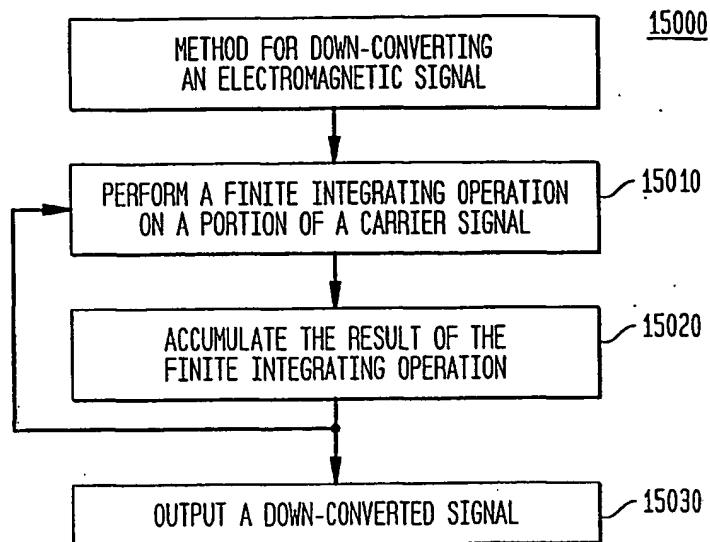 15000
METHOD FOR DOWN-CONVERTING
AN ELECTROMAGNETIC SIGNAL
PERFORM A FINITE INTEGRATING OPERATION
ON A PORTION OF A CARRIER SIGNAL
15010
ACCUMULATE THE RESULT OF THE
FINITE INTEGRATING OPERATION
15020
OUTPUT A DOWN-CONVERTED SIGNAL
15030